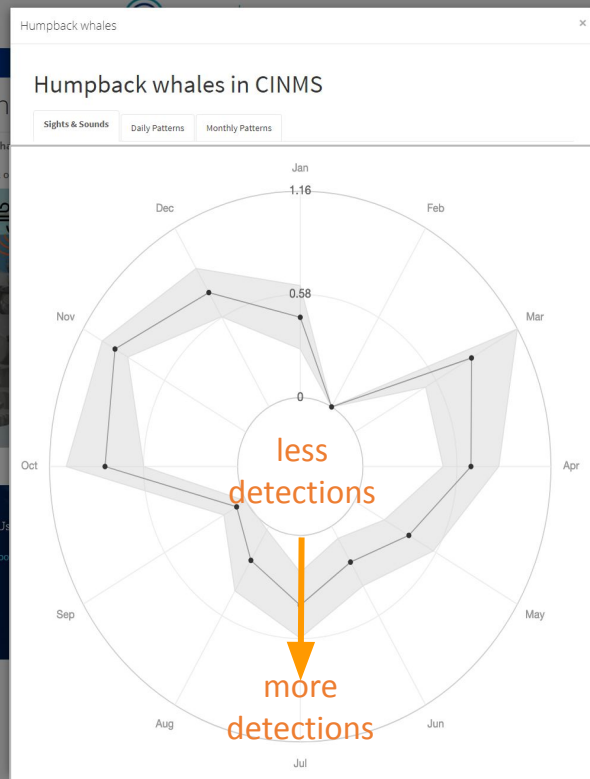 Humpback whales
×
Humpback whales in CINMS
Sights & Sounds
Daily Patterns
Monthly Patterns
Jan
1.16
Dec
Feb
0.58
Nov
Mar
0
less
Oct
Apr
detections
Sep
May
more
Aug
Jun
detections
Jul